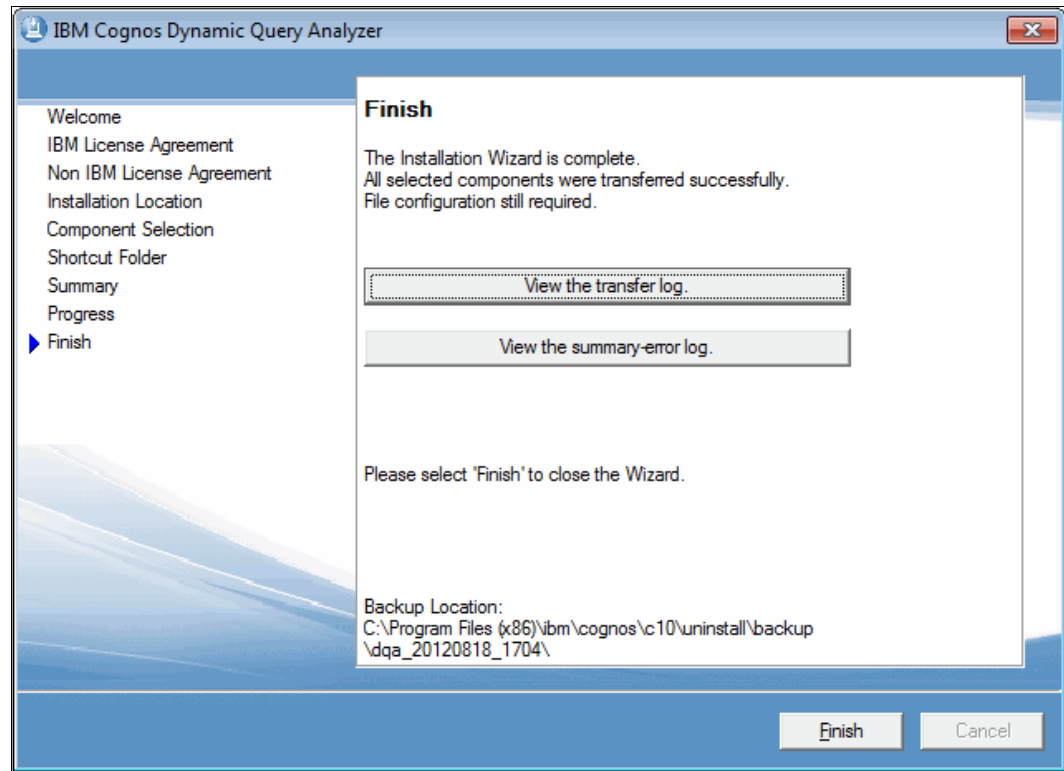 IBM Cognos Dynamic Query Analyzer
Welcome
IBM License Agreement
Non IBM License Agreement
Installation Location
Component Selection
Shortcut Folder
Summary
Progress
Finish
Finish
The Installation Wizard is complete.
All selected components were transferred successfully.
File configuration still required.
View the transfer log.
View the summary-error log.
Please select 'Finish' to close the Wizard.
Backup Location:
C:\Program Files (x86)\ibm\cognos\c10\uninstall\backup
\dqa_20120818_1704\
Finish
Cancel